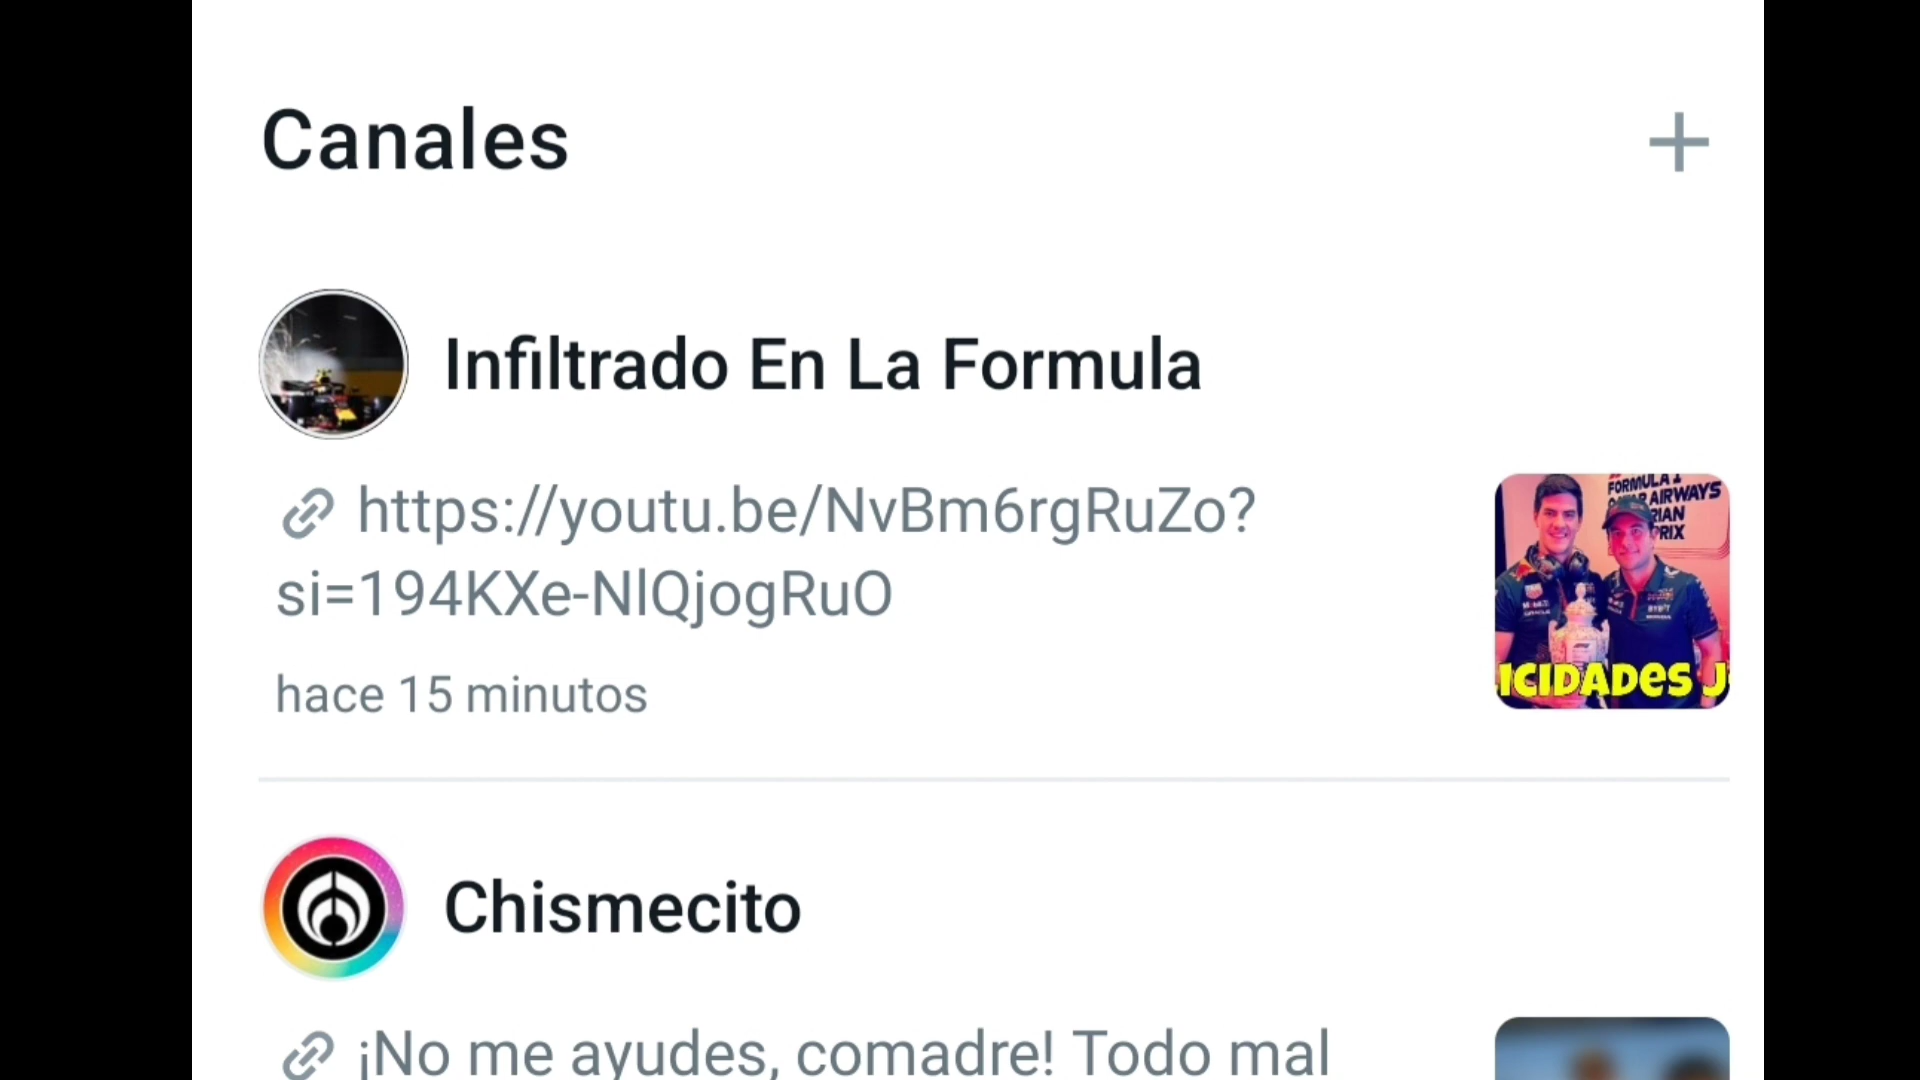 Canales
Infiltrado En La Formula
https://youtu.be/NvBm6rgRuZo?
si=194KXe-NlQjogRuO
FORMULA 1
AIRWAYS
RIAN
PRIX
ICIDADES J
hace 15 minutos
Chismecito
¡No me ayudes, comadre! Todo mal